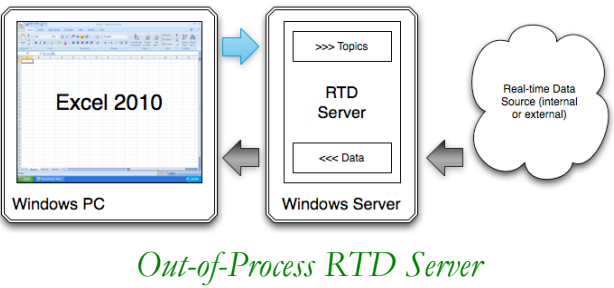 Excel 2010
Windows PC
>>> Topics
RTD
Server
<<< Data
Windows Server
Real-time Data
Source (internal
or external)
Out-of-Process RTD Server